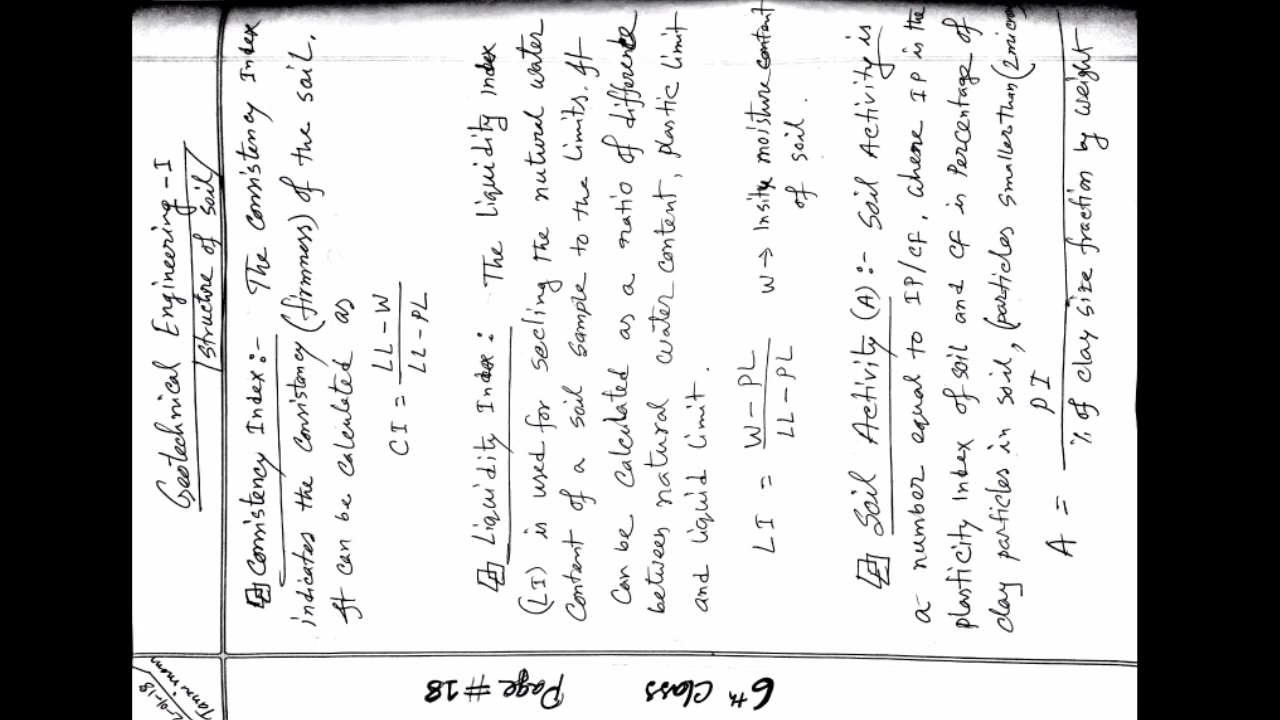 Geotechnical Engineering-I
Structure of soil
Consistency Index:- The Consistency Index
indicates the Consistency (firmness) of the soil.
It can be calculated as
CI = LL-W / LL-PL
Liquidity Index: The Liquidity index
(LI) is used for scaling the natural water
Content of a soil sample to the limits. It
Can be Calculated as a ratio of difference
between natural water content, plastic limit
and liquid limit.
LI = W-PL / LL-PL W → Insitu moisture content
of soil.
Soil Activity (A) :- Soil Activity is
a number equal to IP/CF, where IP is the
plasticity index of soil and CF is Percentage of
clay particles in soil, (particles smaller than (2 micron
A = PI / % of clay size fraction by weight
6th Class
Page #18